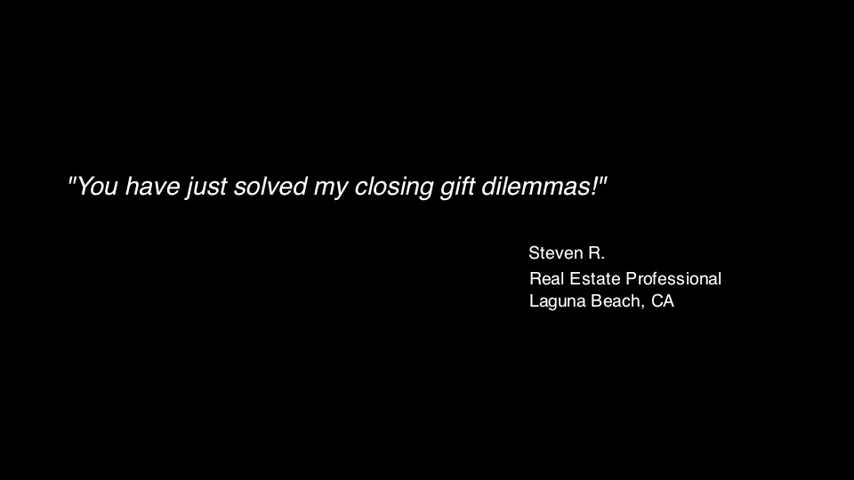 "You have just solved my closing gift dilemmas!"
Steven R.
Real Estate Professional
Laguna Beach, CA